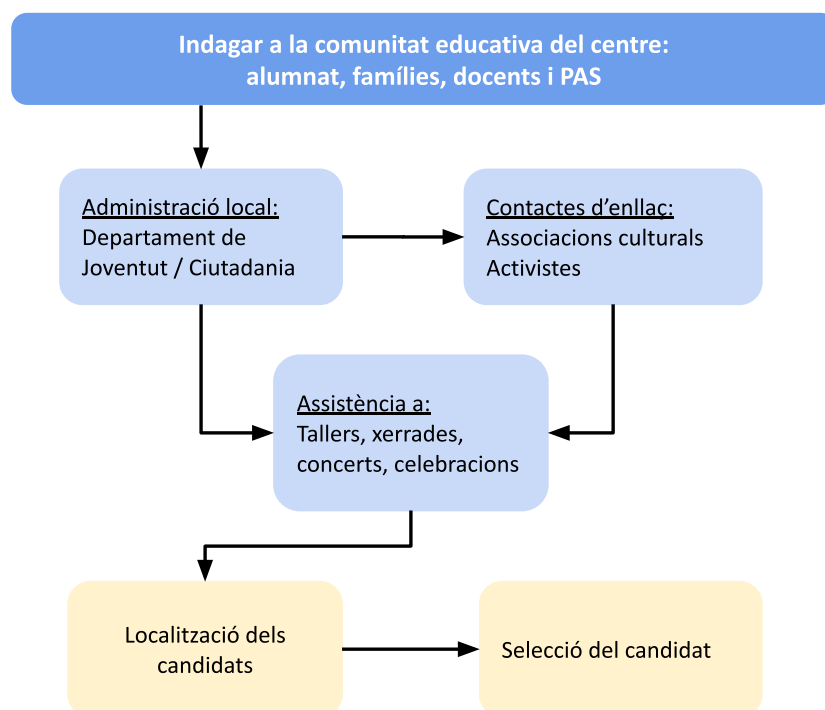 Indagar a la comunitat educativa del centre:
alumnat, famílies, docents i PAS
Administració local:
Departament de
Joventut / Ciutadania
Contactes d’enllaç:
Associacions culturals
Activistes
Assistència a:
Tallers, xerrades,
concerts, celebracions
Localització dels
candidats
Selecció del candidat